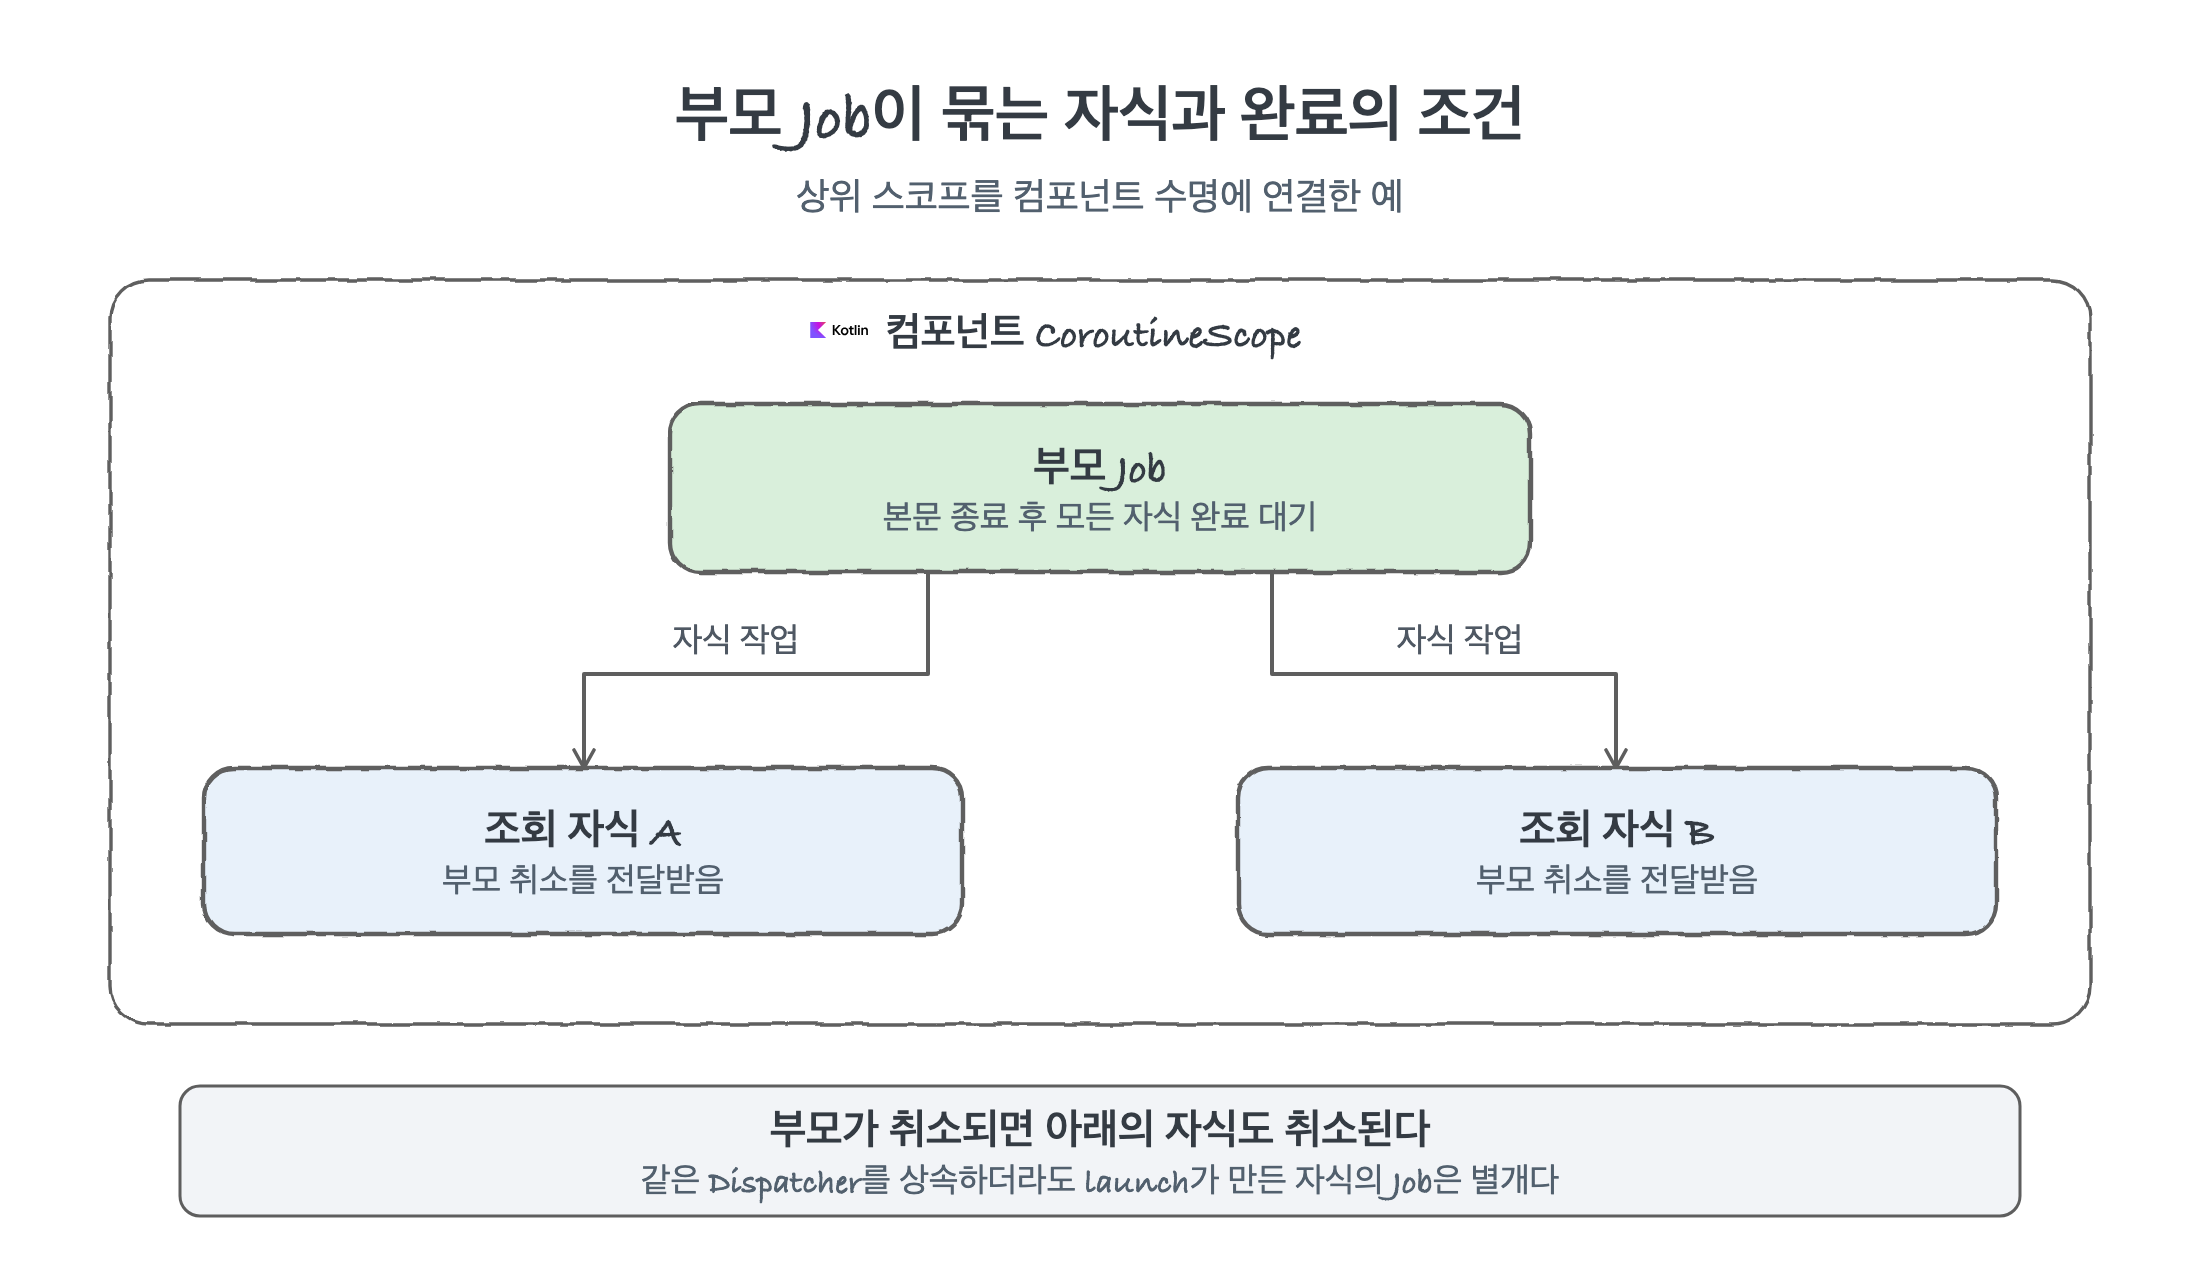 부모 Job이 묶는 자식과 완료의 조건
상위 스코프를 컴포넌트 수명에 연결한 예
Kotlin 컴포넌트 CoroutineScope
부모 Job
본문 종료 후 모든 자식 완료 대기
자식 작업 자식 작업
조회 자식 A
부모 취소를 전달받음
조회 자식 B
부모 취소를 전달받음
부모가 취소되면 아래의 자식도 취소된다
같은 Dispatcher를 상속하더라도 launch가 만든 자식의 Job은 별개다